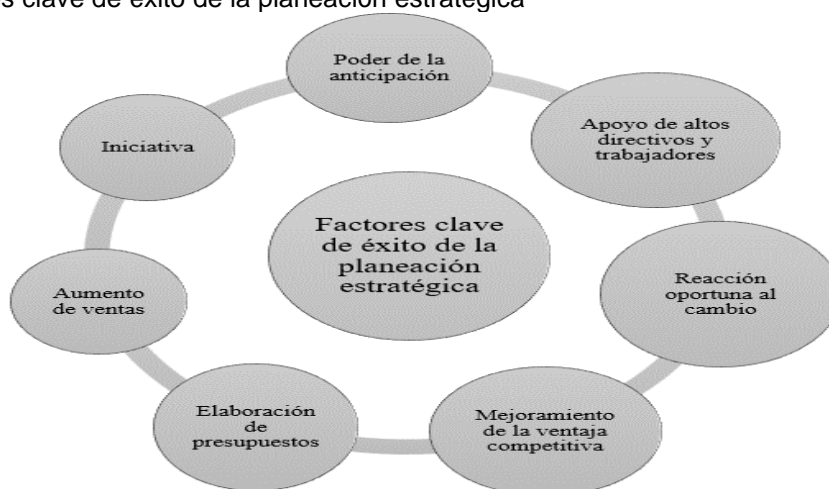 s clave de éxito de la planeación estratégica
Poder de la
anticipación
Apoyo de altos
directivos y
trabajadores
Reacción
oportuna al
cambio
Mejoramiento
de la ventaja
competitiva
Elaboración
de
presupuestos
Aumento
de ventas
Iniciativa
Factores clave
de éxito de la
planeación
estratégica